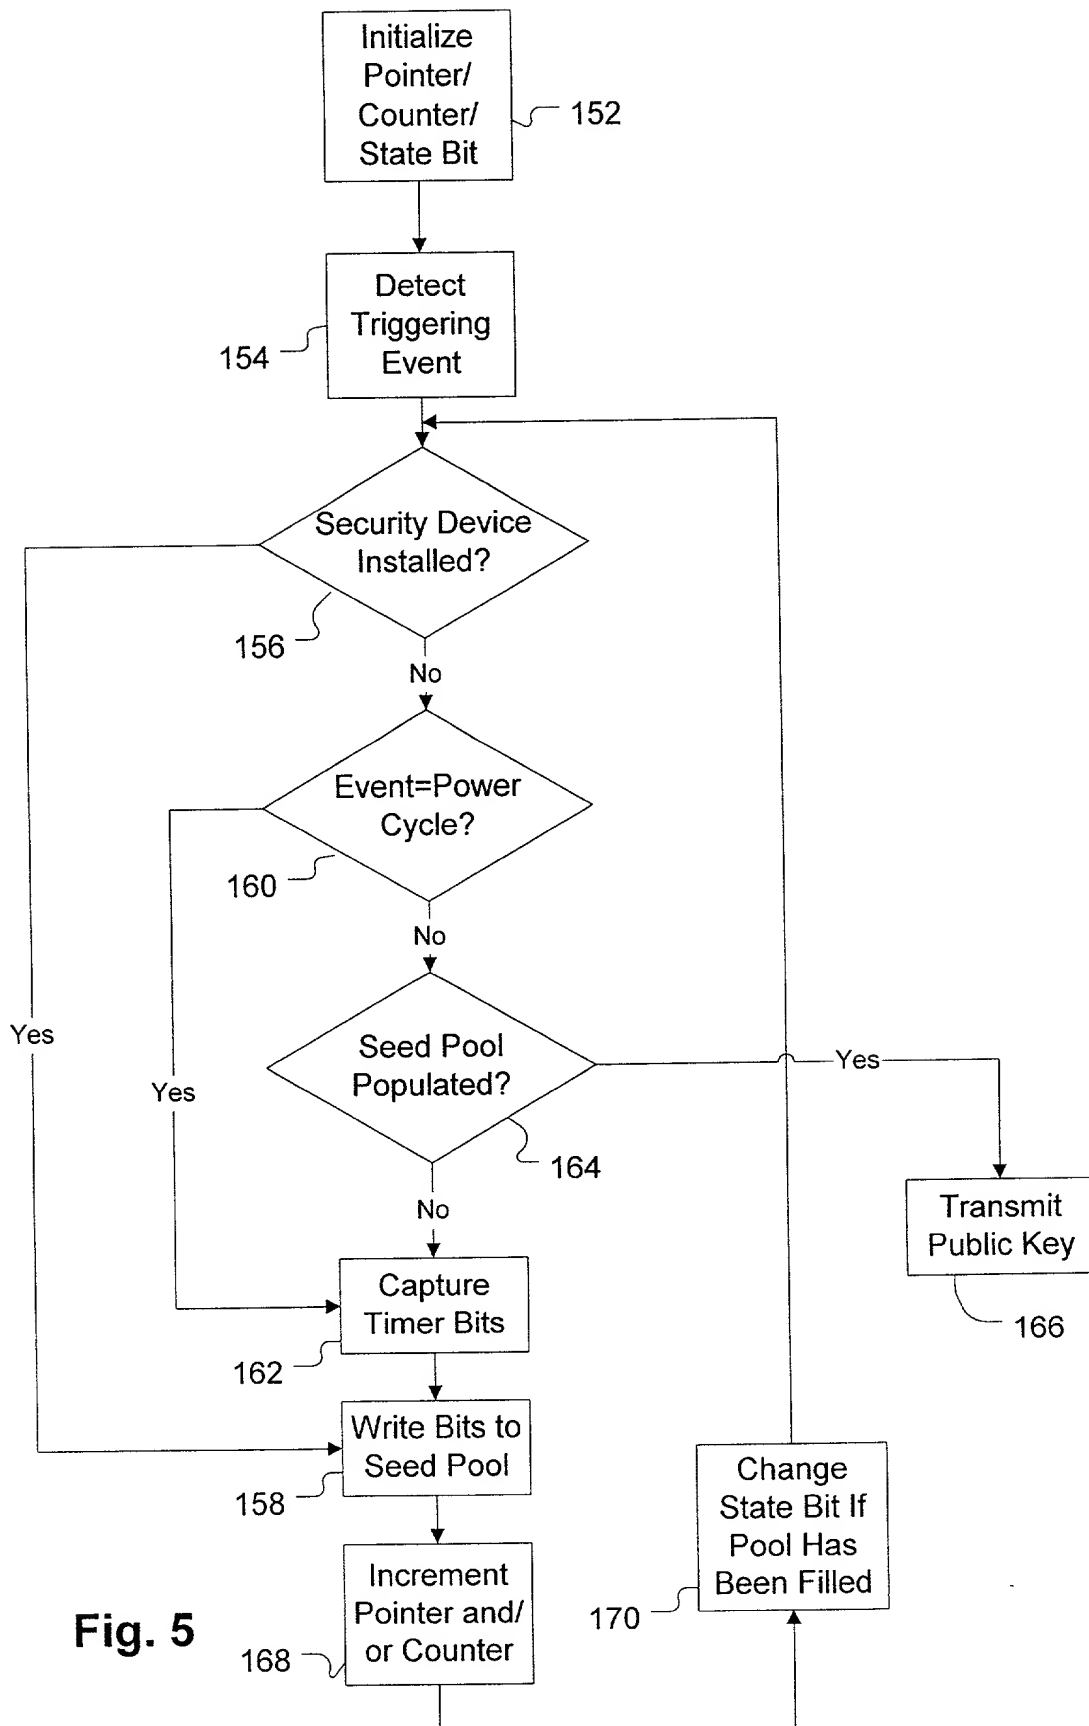 Initialize
Pointer/
Counter/
State Bit
152
Detect
Triggering
Event
154
Security Device
Installed?
156
No
Event=Power
Cycle?
160
No
Yes
Yes
Seed Pool
Populated?
Yes
164
No
Transmit
Public Key
166
Capture
Timer Bits
162
Write Bits to
Seed Pool
158
Change
State Bit If
Pool Has
Been Filled
170
Increment
Pointer and/
or Counter
168
Fig. 5